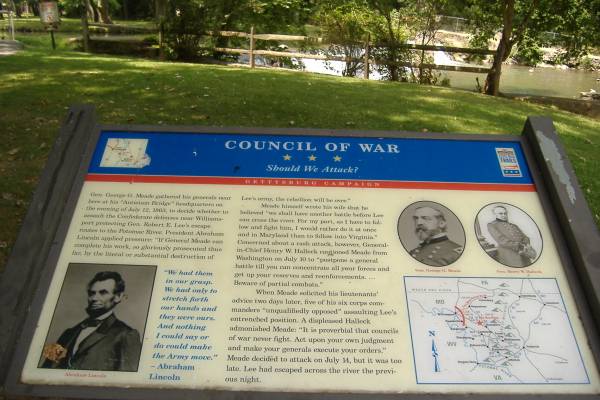 COUNCIL OF WAR
Should We Attack?
GETTYSBURG CAMPAIGN
Gen. George G. Meade gathered his generals near
here at his "Antietam Bridge" headquarters on
the evening of July 12, 1863, to decide whether to
assault the Confederate defenses near Williams-
port protecting Gen. Robert E. Lee's escape
routes to the Potomac River. President Abraham
Lincoln applied pressure: "If General Meade can
complete his work, so gloriously prosecuted thus
far, by the literal or substantial destruction of
Lee's army, the rebellion will be over."
Meade himself wrote his wife that he
believed "we shall have another battle before Lee
can cross the river. For my part, as I have to fol-
low and fight him, I would rather do it at once
and in Maryland than to follow into Virginia."
Concerned about a rash attack, however, General-
in-Chief Henry W. Halleck cautioned Meade from
Washington on July 10 to "postpone a general
battle till you can concentrate all your forces and
get up your reserves and reinforcements. …
Beware of partial combats."
When Meade solicited his lieutenants'
advice two days later, five of his six corps com-
manders "unqualifiedly opposed" assaulting Lee's
entrenched position. A displeased Halleck
admonished Meade: "It is proverbial that councils
of war never fight. Act upon your own judgment
and make your generals execute your orders."
Meade decided to attack on July 14, but it was too
late. Lee had escaped across the river the previ-
ous night.
"We had them
in our grasp.
We had only to
stretch forth
our hands and
they were ours.
And nothing
I could say or
do could make
the Army move."
– Abraham
Lincoln
Abraham Lincoln
Gen. George G. Meade
Gen. Henry W. Halleck
PA
MD
WV
VA
TRAILS